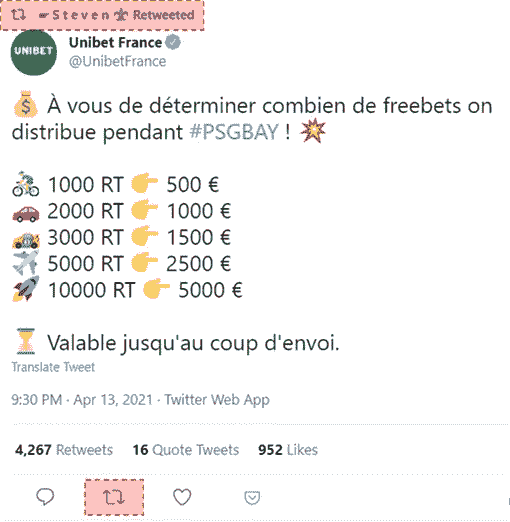 ☛ S t e v e n Retweeted
UNIBET
Unibet France
@UnibetFrance
💰 À vous de déterminer combien de freebets on
distribue pendant #PSGBAY ! 💥
🚴 1000 RT 👉 500 €
🚗 2000 RT 👉 1000 €
🏎 3000 RT 👉 1500 €
✈ 5000 RT 👉 2500 €
🚀 10000 RT 👉 5000 €
⏳ Valable jusqu'au coup d'envoi.
Translate Tweet
9:30 PM · Apr 13, 2021 · Twitter Web App
4,267 Retweets 16 Quote Tweets 952 Likes